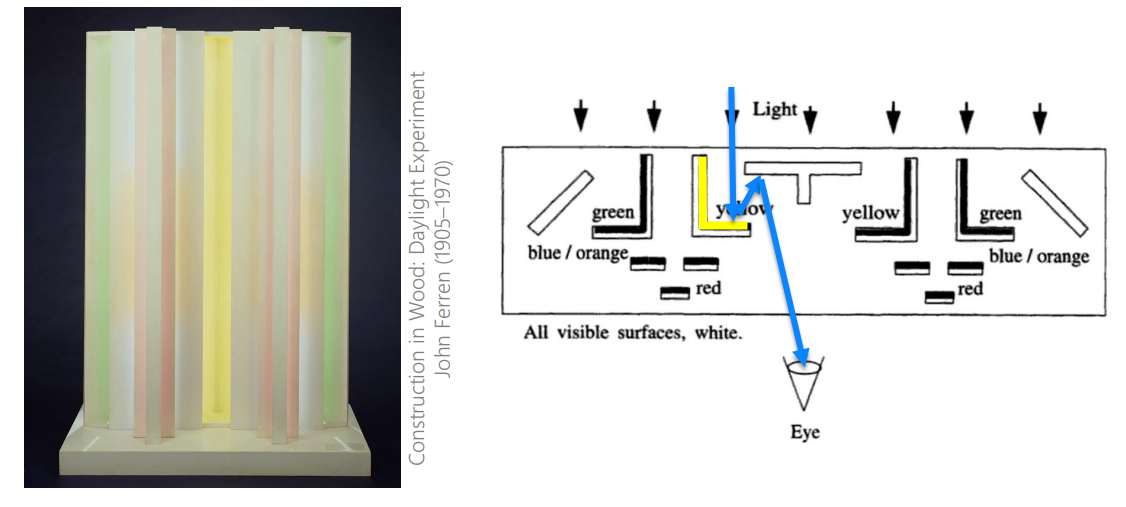 Construction in Wood: Daylight Experiment
John Ferren (1905–1970)
Light
green
yellow
yellow
green
blue / orange
blue / orange
red
red
All visible surfaces, white.
Eye